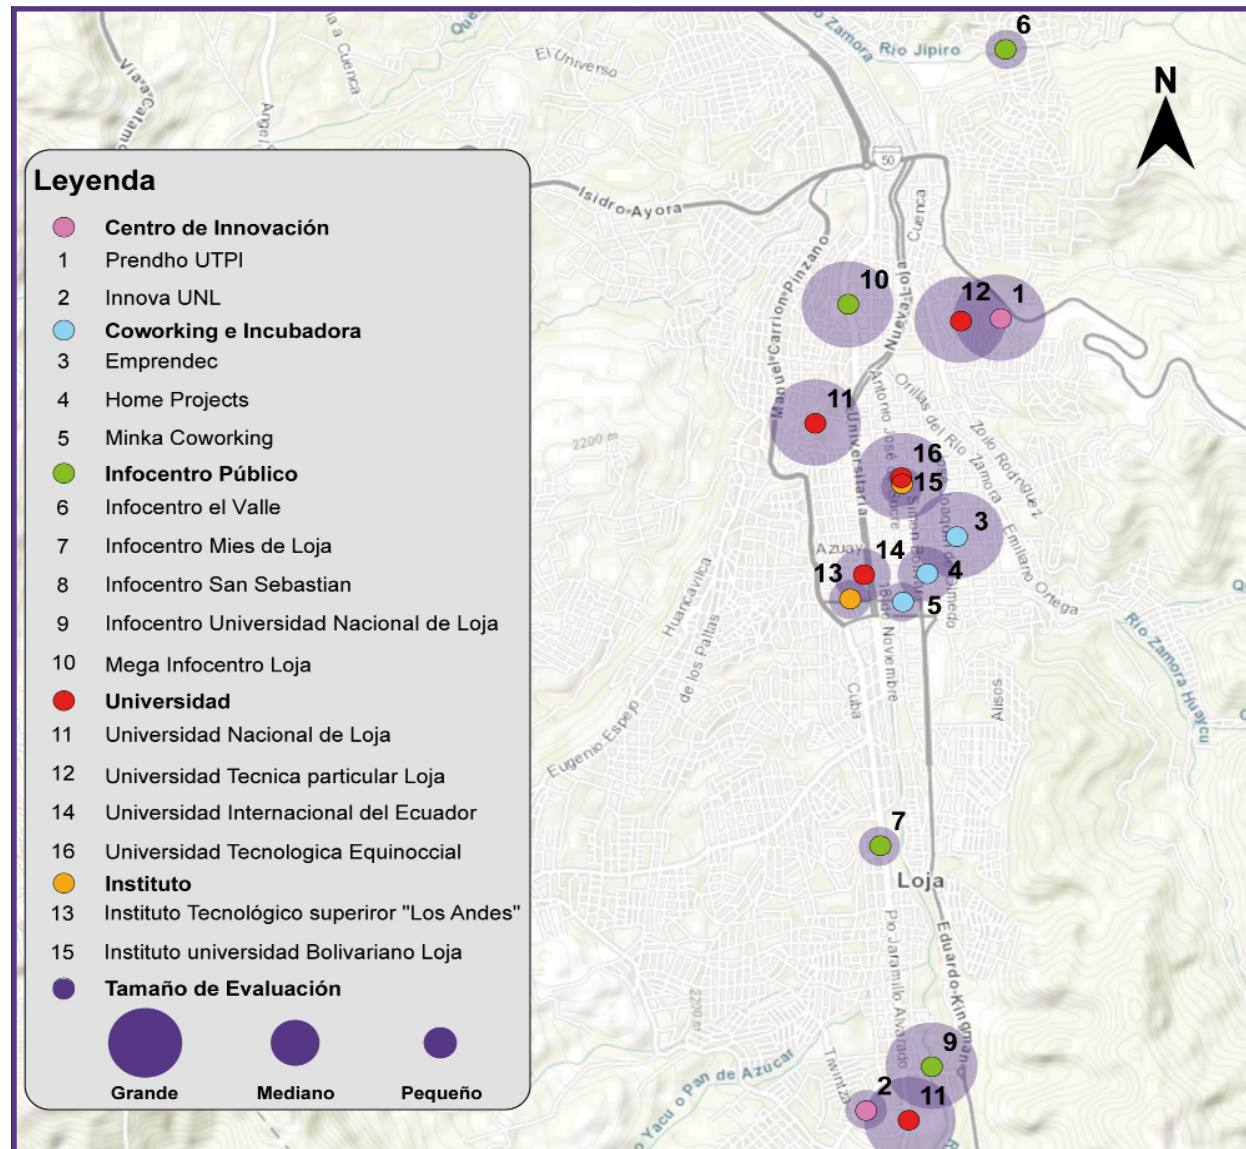 6
Río Jipiro
El Universo
N
50
Leyenda
Centro de Innovación
1 Prendho UTPI
2 Innova UNL
Coworking e Incubadora
3 Emprendec
4 Home Projects
5 Minka Coworking
Infocentro Público
6 Infocentro el Valle
7 Infocentro Mies de Loja
8 Infocentro San Sebastian
9 Infocentro Universidad Nacional de Loja
10 Mega Infocentro Loja
Universidad
11 Universidad Nacional de Loja
12 Universidad Tecnica particular Loja
14 Universidad Internacional del Ecuador
16 Universidad Tecnologica Equinoccial
Instituto
13 Instituto Tecnológico superiror "Los Andes"
15 Instituto universidad Bolivariano Loja
Tamaño de Evaluación
Grande Mediano Pequeño
Isidro-Ayora
Cuenca
Manuel-Carrion-Pinzano
Nueva-Loja
10
12
1
11
2200 m
Universitaria
Orillas del Río Zamora
Zoilo Rodríguez
16
15
3
Emiliano Ortega
Azuay
14
13
4
5
18 de Noviembre
Huancavilca
de los Paltas
Eugenio Espejo
Cuba
Alisos
Río Zamora Huaycu
7
Loja
Pio Jaramillo Alvarado
Eduardo-Kingman
2200 m
9
Triwintza
2
11
o Yacu o Pan de Azucar